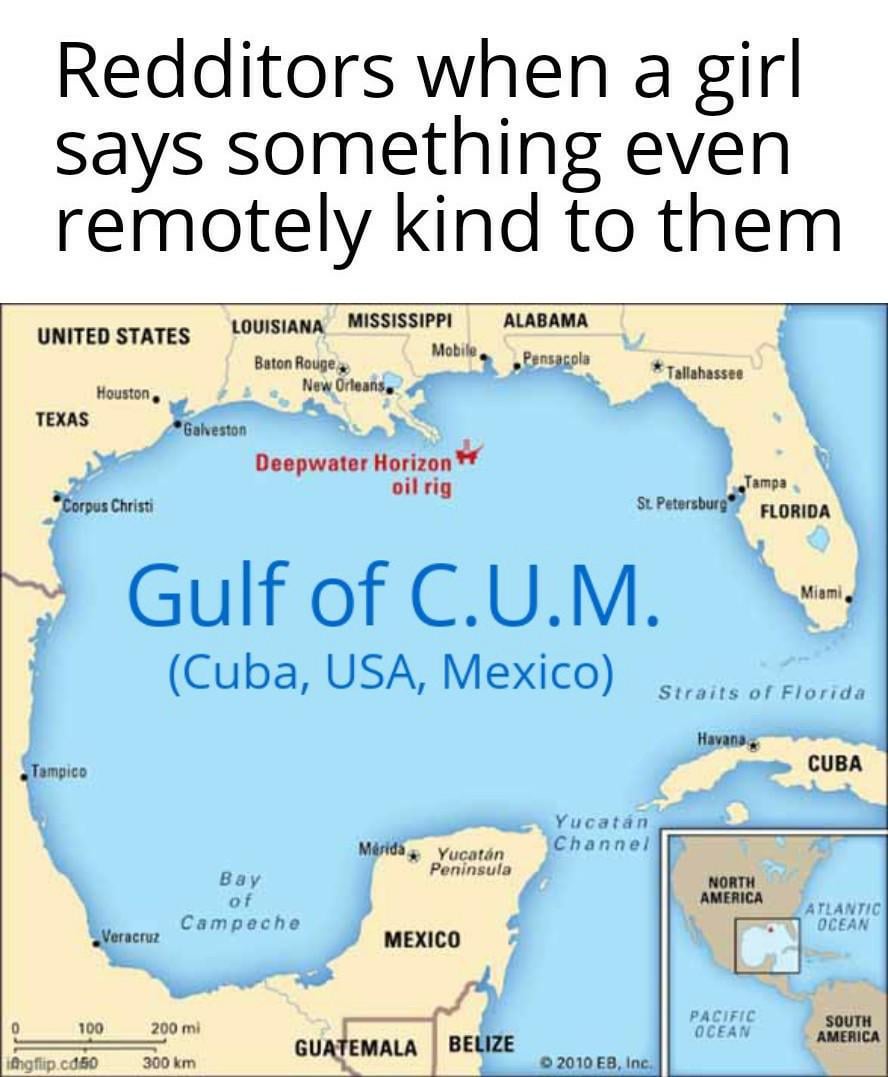 Redditors when a girl
says something even
remotely kind to them
UNITED STATES
LOUISIANA
MISSISSIPPI
ALABAMA
Baton Rouge
Mobile
Pensacola
Tallahassee
New Orleans
Houston
TEXAS
Galveston
Deepwater Horizon
oil rig
Corpus Christi
Tampa
St. Petersburg
FLORIDA
Gulf of C.U.M.
(Cuba, USA, Mexico)
Miami
Straits of Florida
Havana
CUBA
Tampico
Yucatán
Channel
Mérida
Yucatán
Peninsula
Bay
of
Campeche
Veracruz
MEXICO
NORTH
AMERICA
ATLANTIC
OCEAN
PACIFIC
OCEAN
SOUTH
AMERICA
0 100 200 mi
0 150 300 km
GUATEMALA
BELIZE
© 2010 EB, Inc.
imgflip.com